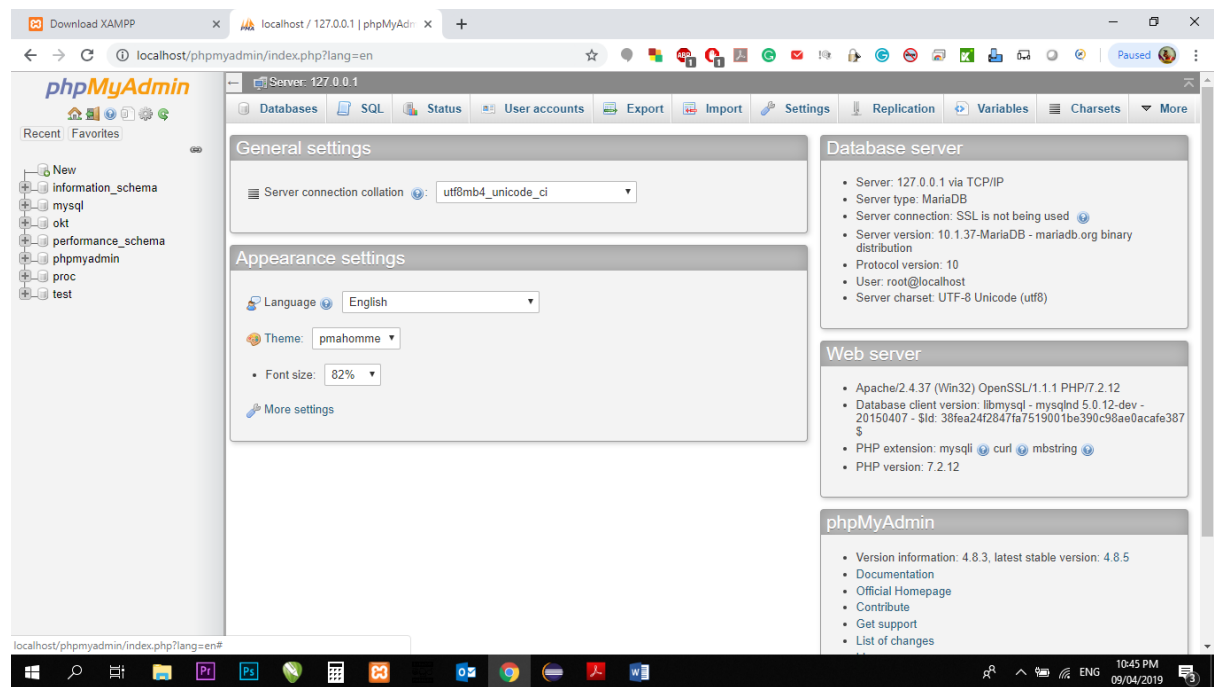 Download XAMPP
localhost / 127.0.0.1 | phpMyAdm
localhost/phpmyadmin/index.php?lang=en
Paused
phpMyAdmin
Recent Favorites
New
information_schema
mysql
okt
performance_schema
phpmyadmin
proc
test
Server: 127.0.0.1
Databases SQL Status User accounts Export Import Settings Replication Variables Charsets More
General settings
Server connection collation : utf8mb4_unicode_ci
Appearance settings
Language English
Theme: pmahomme
• Font size: 82%
More settings
Database server
• Server: 127.0.0.1 via TCP/IP
• Server type: MariaDB
• Server connection: SSL is not being used
• Server version: 10.1.37-MariaDB - mariadb.org binary
distribution
• Protocol version: 10
• User: root@localhost
• Server charset: UTF-8 Unicode (utf8)
Web server
• Apache/2.4.37 (Win32) OpenSSL/1.1.1 PHP/7.2.12
• Database client version: libmysql - mysqlnd 5.0.12-dev -
20150407 - $Id: 38fea24f2847fa7519001be390c98ae0acafe387
$
• PHP extension: mysqli curl mbstring
• PHP version: 7.2.12
phpMyAdmin
• Version information: 4.8.3, latest stable version: 4.8.5
• Documentation
• Official Homepage
• Contribute
• Get support
• List of changes
localhost/phpmyadmin/index.php?lang=en#
ENG
10:45 PM
09/04/2019